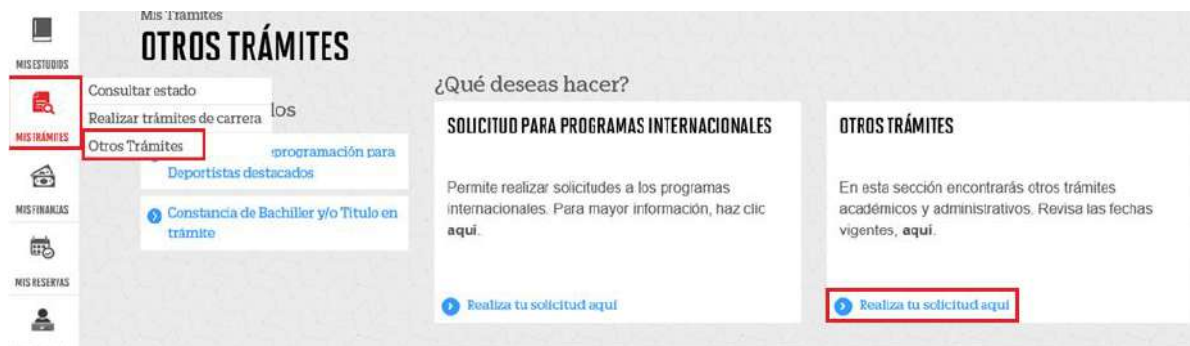 Mis Trámites
OTROS TRÁMITES
MIS ESTUDIOS
MIS TRÁMITES
MIS FINANZAS
MIS RESERVAS
Consultar estado
Realizar trámites de carrera
Otros Trámites
los
eprogramación para
Deportistas destacados
Constancia de Bachiller y/o Título en
trámite
¿Qué deseas hacer?
SOLICITUD PARA PROGRAMAS INTERNACIONALES
Permite realizar solicitudes a los programas
internacionales. Para mayor información, haz clic
aquí.
Realiza tu solicitud aquí
OTROS TRÁMITES
En esta sección encontrarás otros trámites
académicos y administrativos. Revisa las fechas
vigentes, aquí.
Realiza tu solicitud aquí